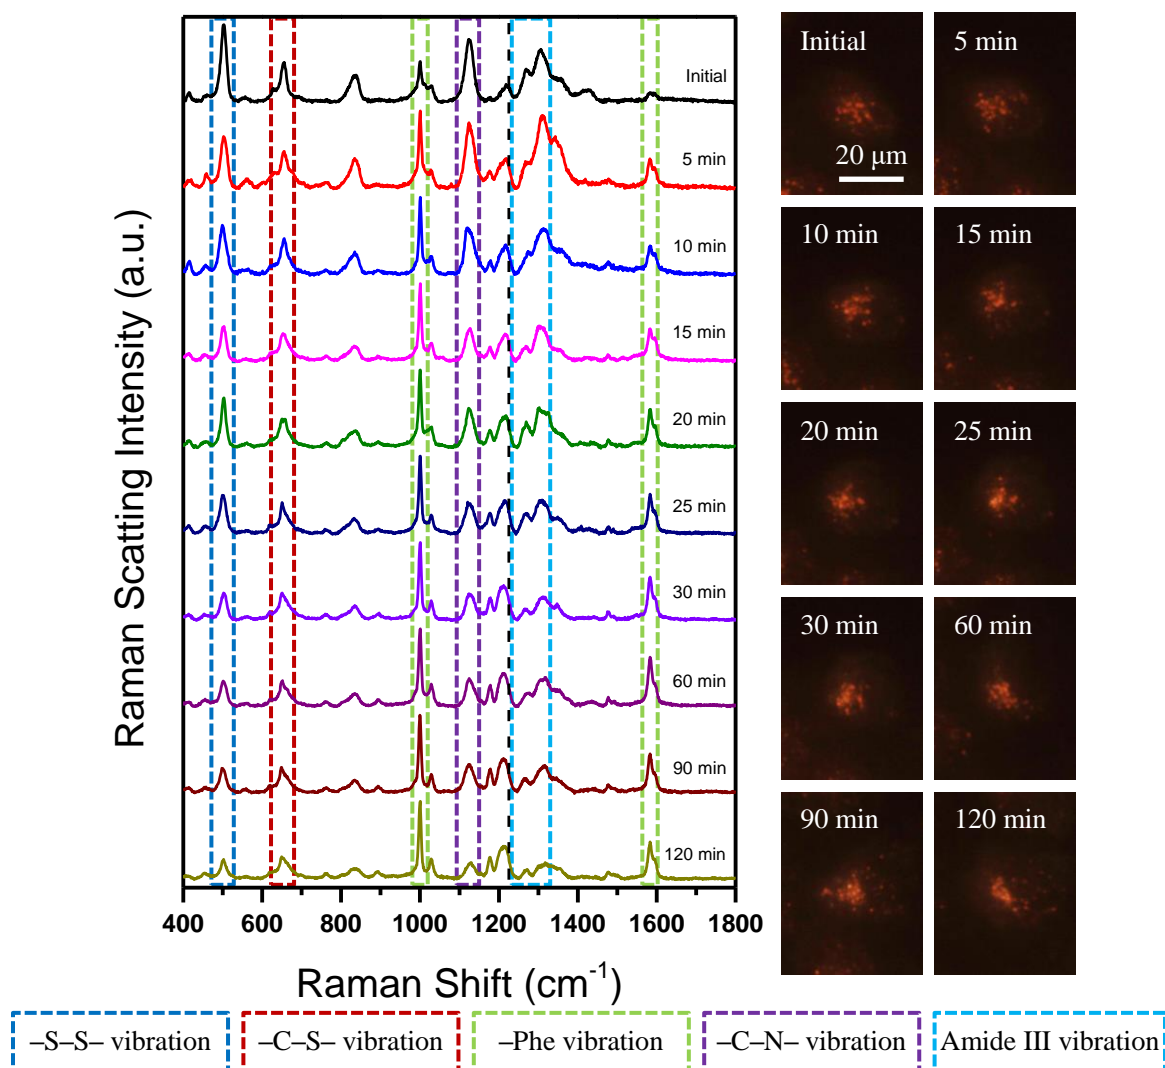 Raman Scatting Intensity (a.u.)
Initial
5 min
10 min
15 min
20 min
25 min
30 min
60 min
90 min
120 min
400 600 800 1000 1200 1400 1600 1800
Raman Shift (cm⁻¹)
Initial
20 μm
5 min
10 min
15 min
20 min
25 min
30 min
60 min
90 min
120 min
–S–S– vibration
–C–S– vibration
–Phe vibration
–C–N– vibration
Amide III vibration